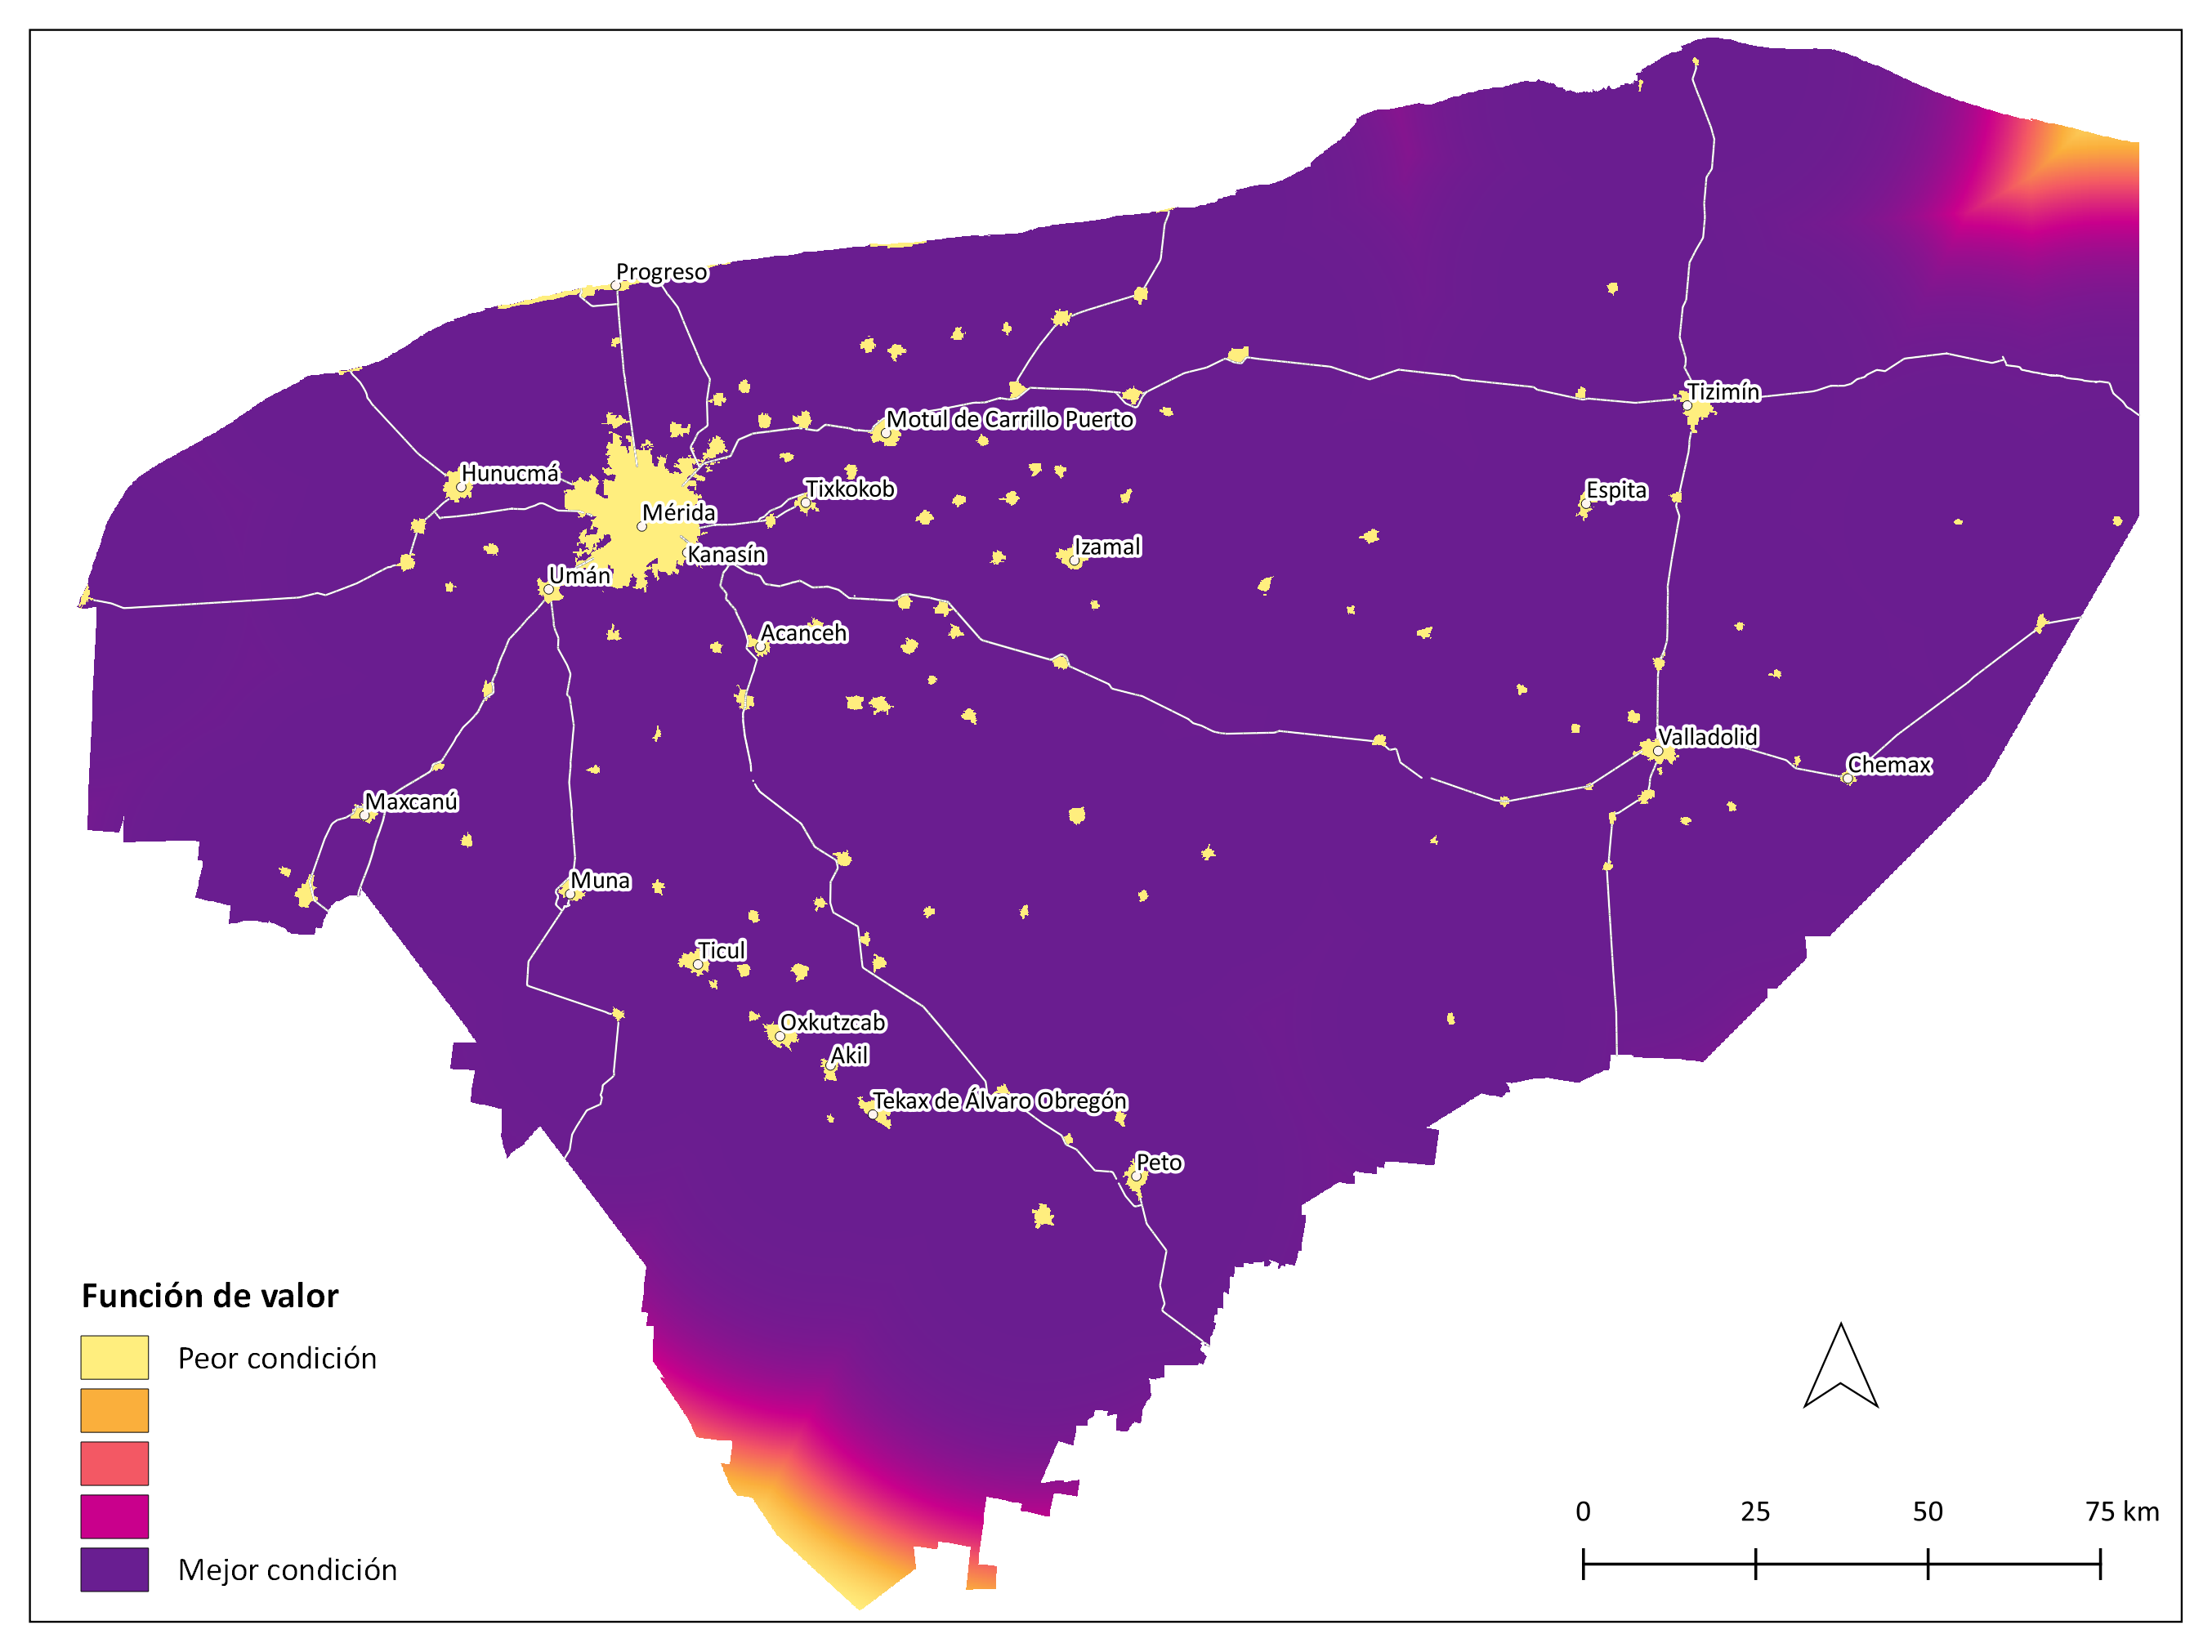 Progreso
Tizimín
Motul de Carrillo Puerto
Hunucmá
Tixkokob
Espita
Mérida
Izamal
Kanasín
Umán
Acanceh
Valladolid
Chemax
Maxcanú
Muna
Ticul
Oxkutzcab
Akil
Tekax de Álvaro Obregón
Peto
Función de valor
Peor condición
Mejor condición
0 25 50 75 km